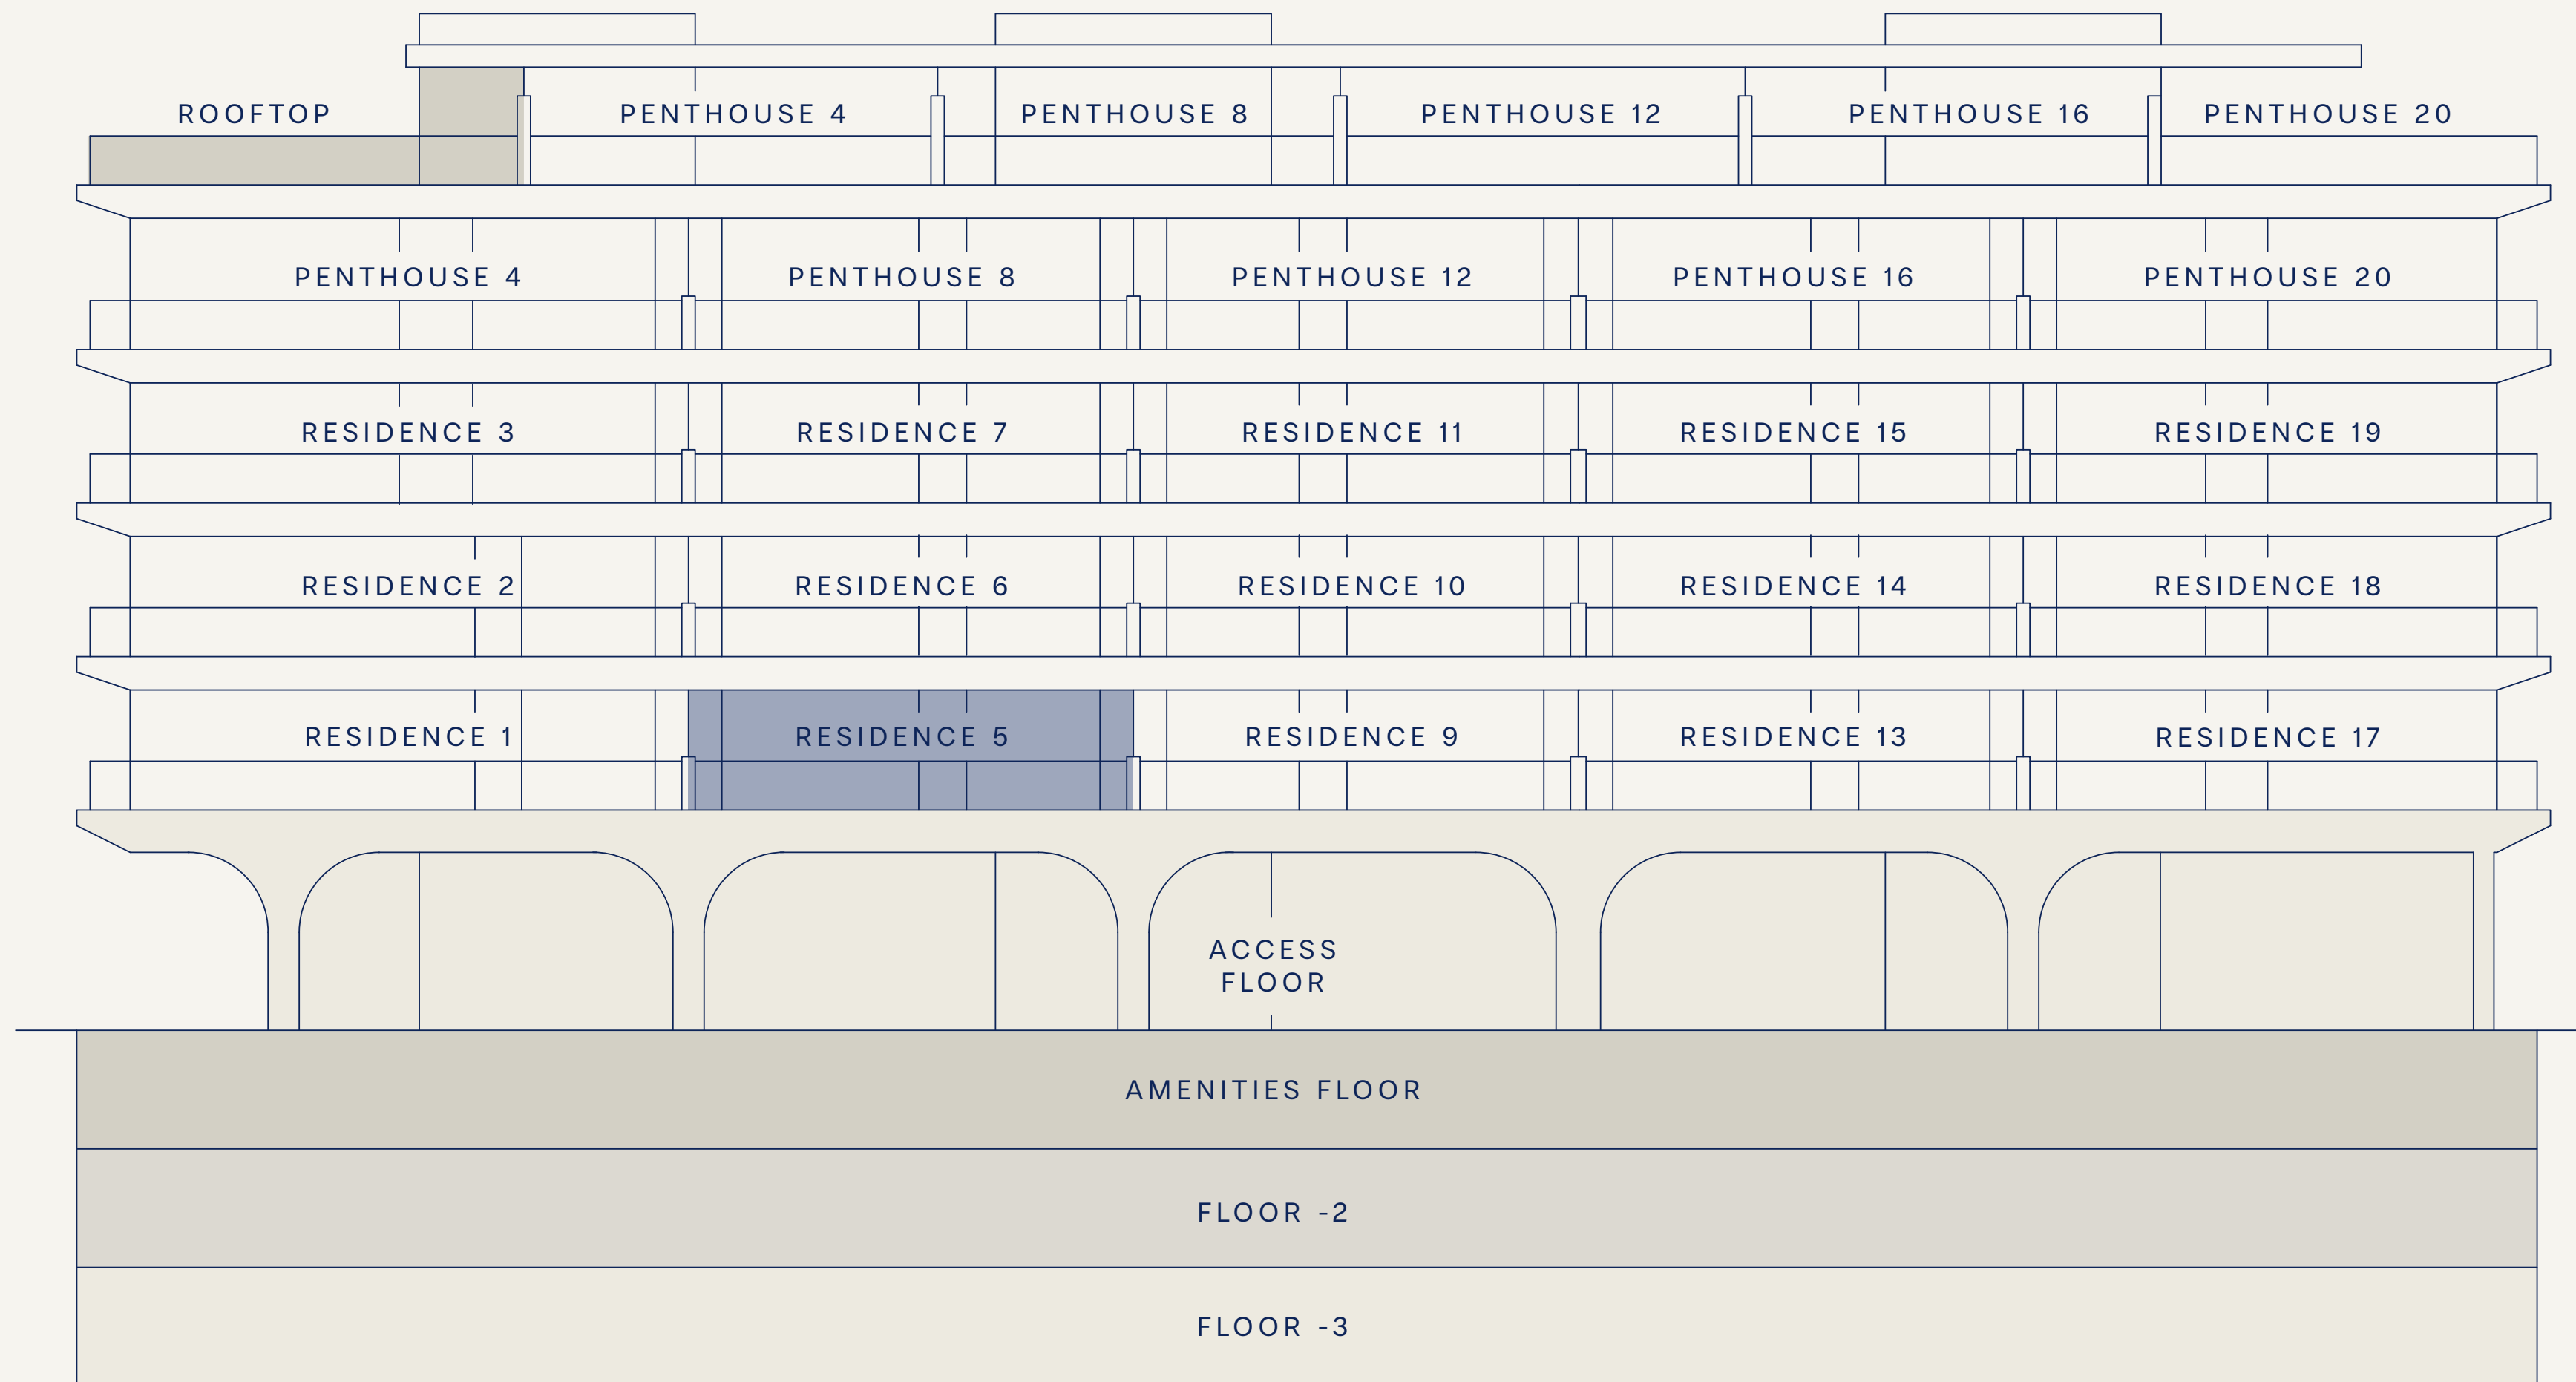 ROOFTOP PENTHOUSE 4 PENTHOUSE 8 PENTHOUSE 12 PENTHOUSE 16 PENTHOUSE 20
PENTHOUSE 4 PENTHOUSE 8 PENTHOUSE 12 PENTHOUSE 16 PENTHOUSE 20
RESIDENCE 3 RESIDENCE 7 RESIDENCE 11 RESIDENCE 15 RESIDENCE 19
RESIDENCE 2 RESIDENCE 6 RESIDENCE 10 RESIDENCE 14 RESIDENCE 18
RESIDENCE 1 RESIDENCE 5 RESIDENCE 9 RESIDENCE 13 RESIDENCE 17
ACCESS
FLOOR
AMENITIES FLOOR
FLOOR -2
FLOOR -3